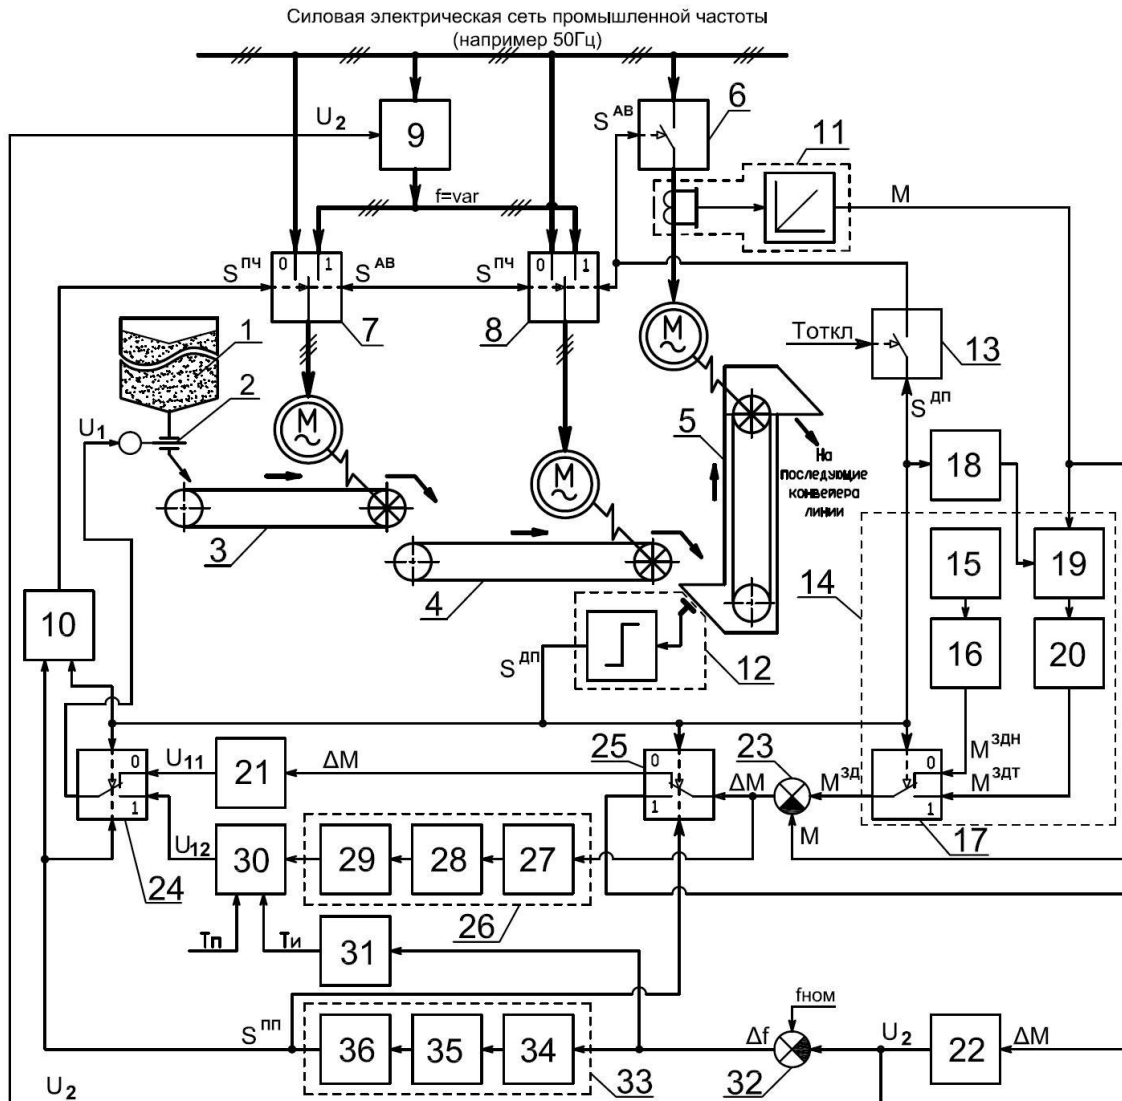 Силовая электрическая сеть промышленной частоты
(например 50Гц)
U2
9
S АВ
6
11
M
f=var
S ПЧ
0 1
S АВ
S ПЧ
0 1
7
8
M
Тоткл
13
1
2
U1
M
M
S ДП
5
На
последующие
конвейера
линии
18
3
4
15
19
14
10
S ДП
12
16
20
0
1
24
U11
21
ΔM
25
0
1
ΔM
23
M ЗД
M
M ЗДН
M ЗДТ
0
1
17
U12
30
29
28
27
26
Tп
Tи
31
S ПП
36
35
34
33
Δf
fном
32
U2
22
ΔM
U2